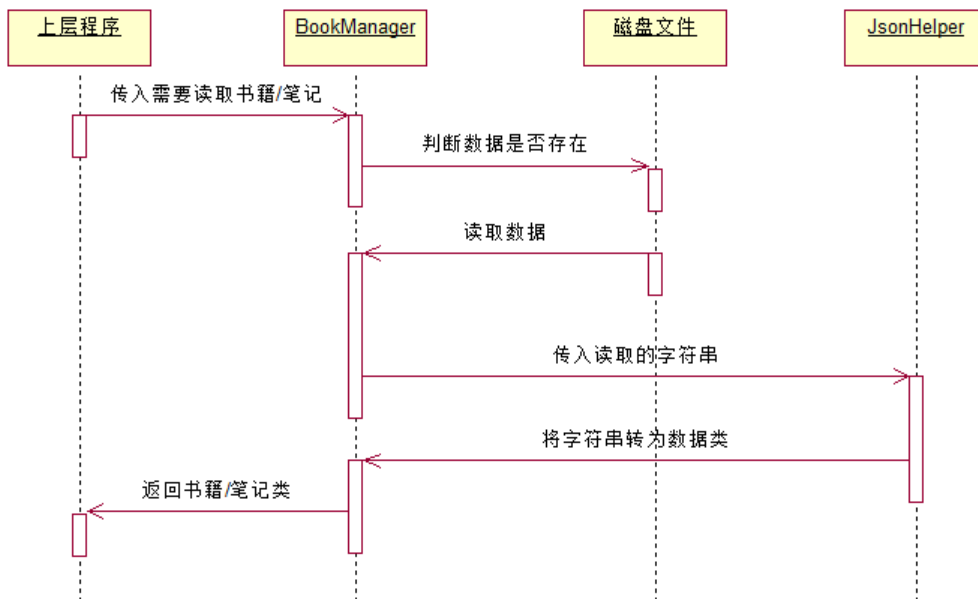 上层程序
BookManager
磁盘文件
JsonHelper
传入需要读取书籍/笔记
判断数据是否存在
读取数据
传入读取的字符串
将字符串转为数据类
返回书籍/笔记类